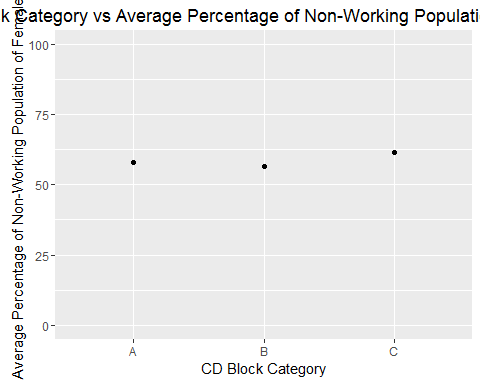 k Category vs Average Percentage of Non-Working Populati
Average Percentage of Non-Working Population of Female
100
75
50
25
0
A B C
CD Block Category